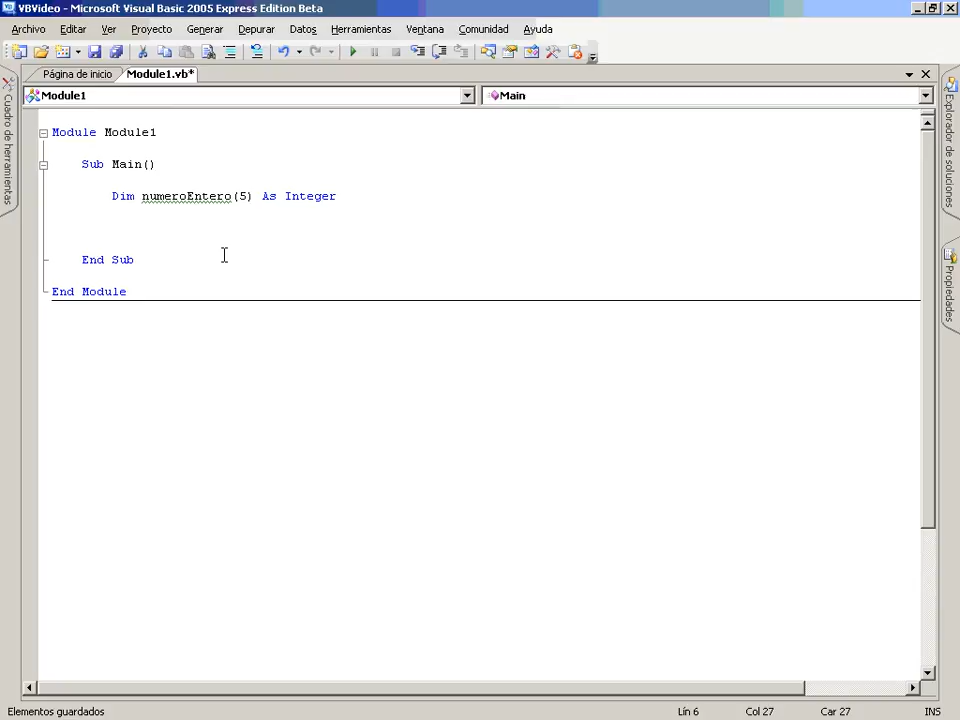 VBVideo - Microsoft Visual Basic 2005 Express Edition Beta
Archivo Editar Ver Proyecto Generar Depurar Datos Herramientas Ventana Comunidad Ayuda
Página de inicio Module1.vb*
Module1 Main
Cuadro de herramientas
Module Module1
Sub Main()
Dim numeroEntero(5) As Integer
End Sub
End Module
Explorador de soluciones
Propiedades
Elementos guardados Lín 6 Col 27 Car 27 INS